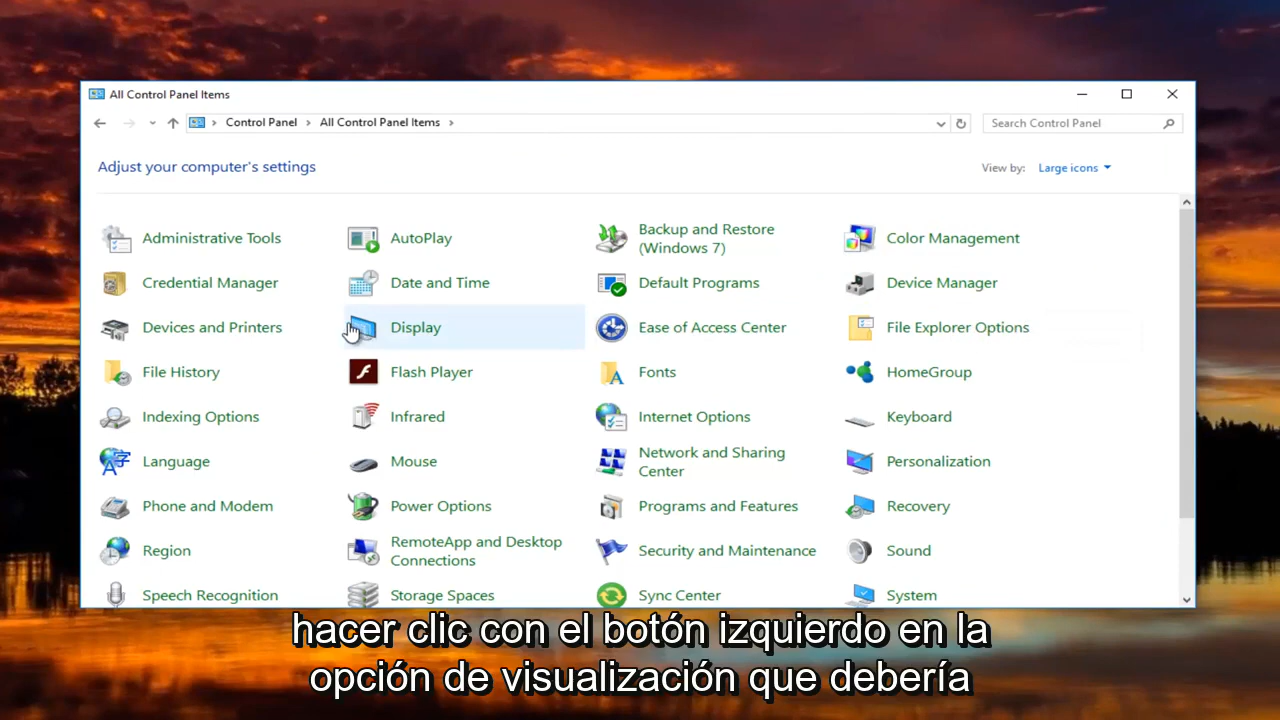 All Control Panel Items
Control Panel > All Control Panel Items >
Search Control Panel
Adjust your computer's settings
View by: Large icons
Administrative Tools
AutoPlay
Backup and Restore
(Windows 7)
Color Management
Credential Manager
Date and Time
Default Programs
Device Manager
Devices and Printers
Display
Ease of Access Center
File Explorer Options
File History
Flash Player
Fonts
HomeGroup
Indexing Options
Infrared
Internet Options
Keyboard
Language
Mouse
Network and Sharing
Center
Personalization
Phone and Modem
Power Options
Programs and Features
Recovery
Region
RemoteApp and Desktop
Connections
Security and Maintenance
Sound
Speech Recognition
Storage Spaces
Sync Center
System
hacer clic con el botón izquierdo en la
opción de visualización que debería